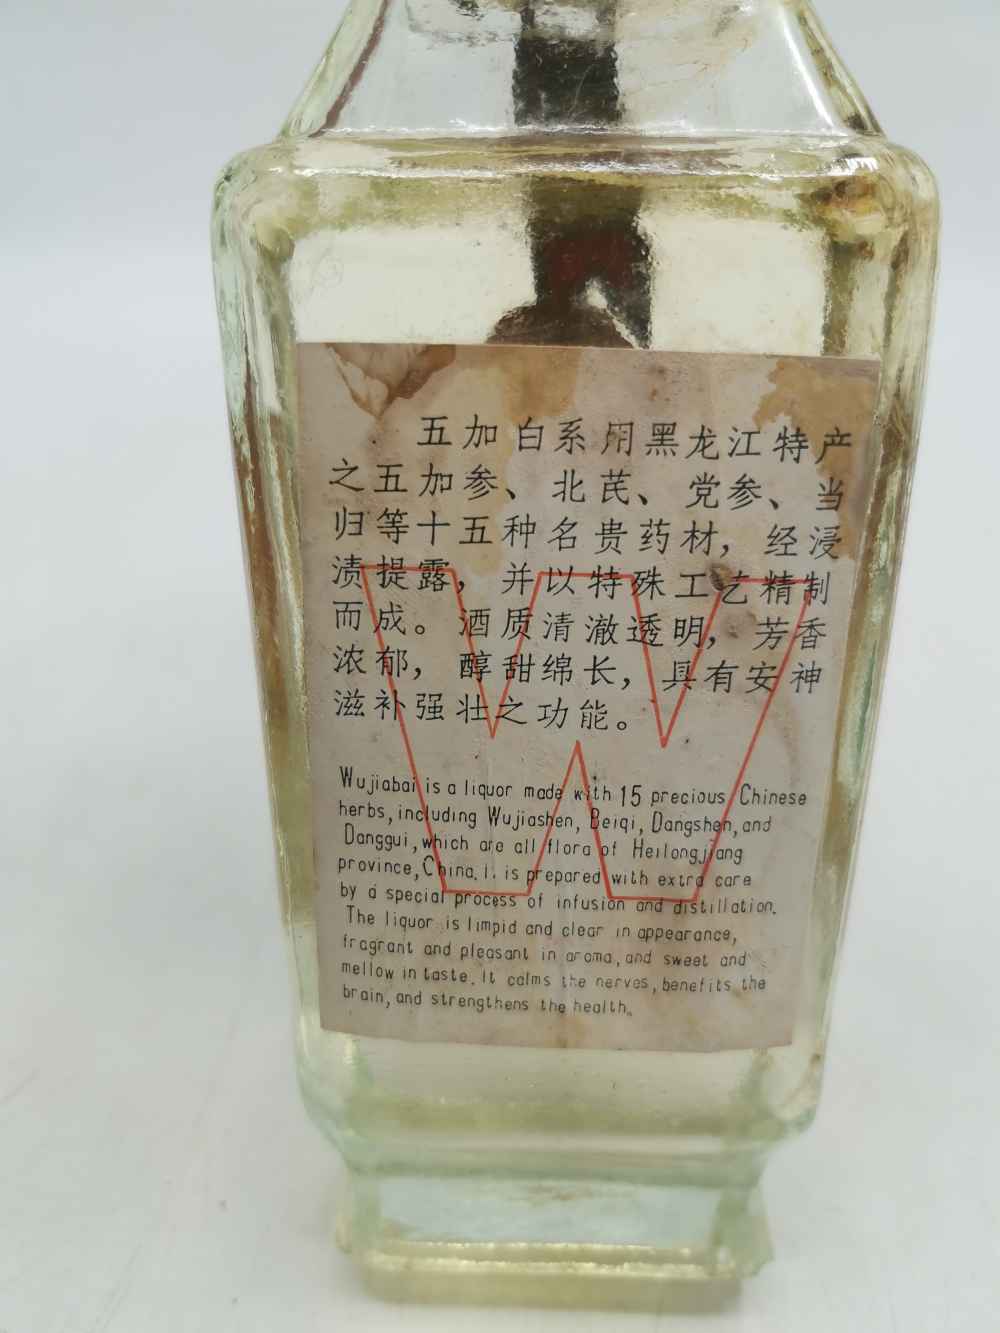 五加白系用黑龙江特产
之五加参、北芪、党参、当
归等十五种名贵药材，经浸
渍提露，并以特殊工艺精制
而成。酒质清澈透明，芳香
浓郁，醇甜绵长，具有安神
滋补强壮之功能。
W
Wujiabai is a liquor made with 15 precious Chinese
herbs, including Wujiashen, Beiqi, Dangshen, and
Danggui, which are all flora of Heilongjiang
province, China. I. is prepared with extra care
by a special process of infusion and distillation.
The liquor is limpid and clear in appearance,
fragrant and pleasant in aroma, and sweet and
mellow in taste. It calms the nerves, benefits the
brain, and strengthens the health.